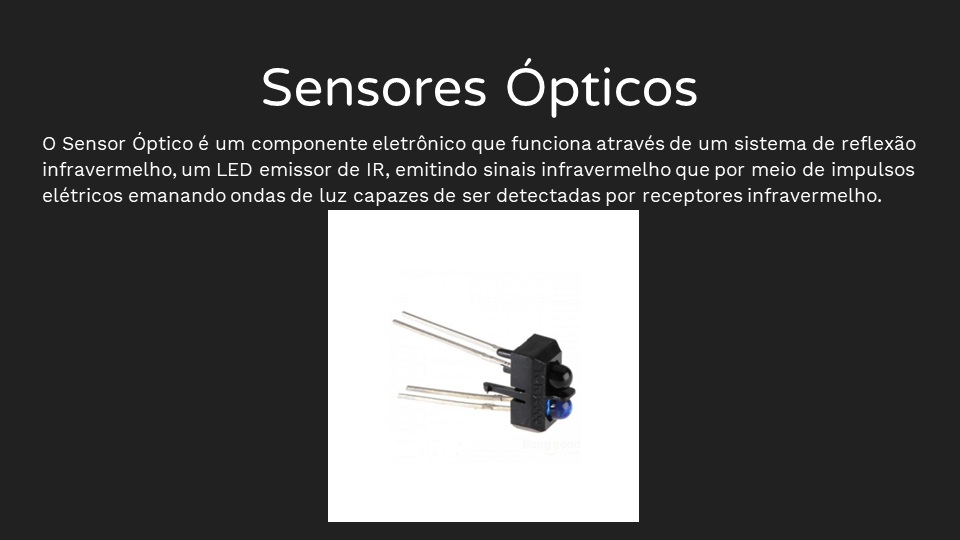 Sensores Ópticos
O Sensor Óptico é um componente eletrônico que funciona através de um sistema de reflexão
infravermelho, um LED emissor de IR, emitindo sinais infravermelho que por meio de impulsos
elétricos emanando ondas de luz capazes de ser detectadas por receptores infravermelho.